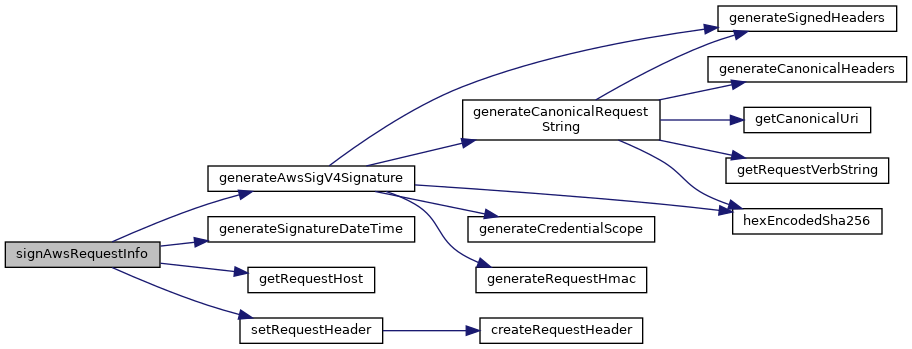 generateSignedHeaders
generateCanonicalHeaders
generateCanonicalRequest
String
getCanonicalUri
getRequestVerbString
generateAwsSigV4Signature
hexEncodedSha256
generateSignatureDateTime
generateCredentialScope
signAwsRequestInfo
getRequestHost
generateRequestHmac
setRequestHeader
createRequestHeader